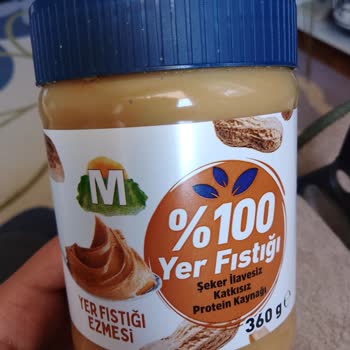 M
%100
Yer Fıstığı
Şeker İlavesiz
Katkısız
Protein Kaynağı
YER FISTIĞI
EZMESİ
360 g ℮